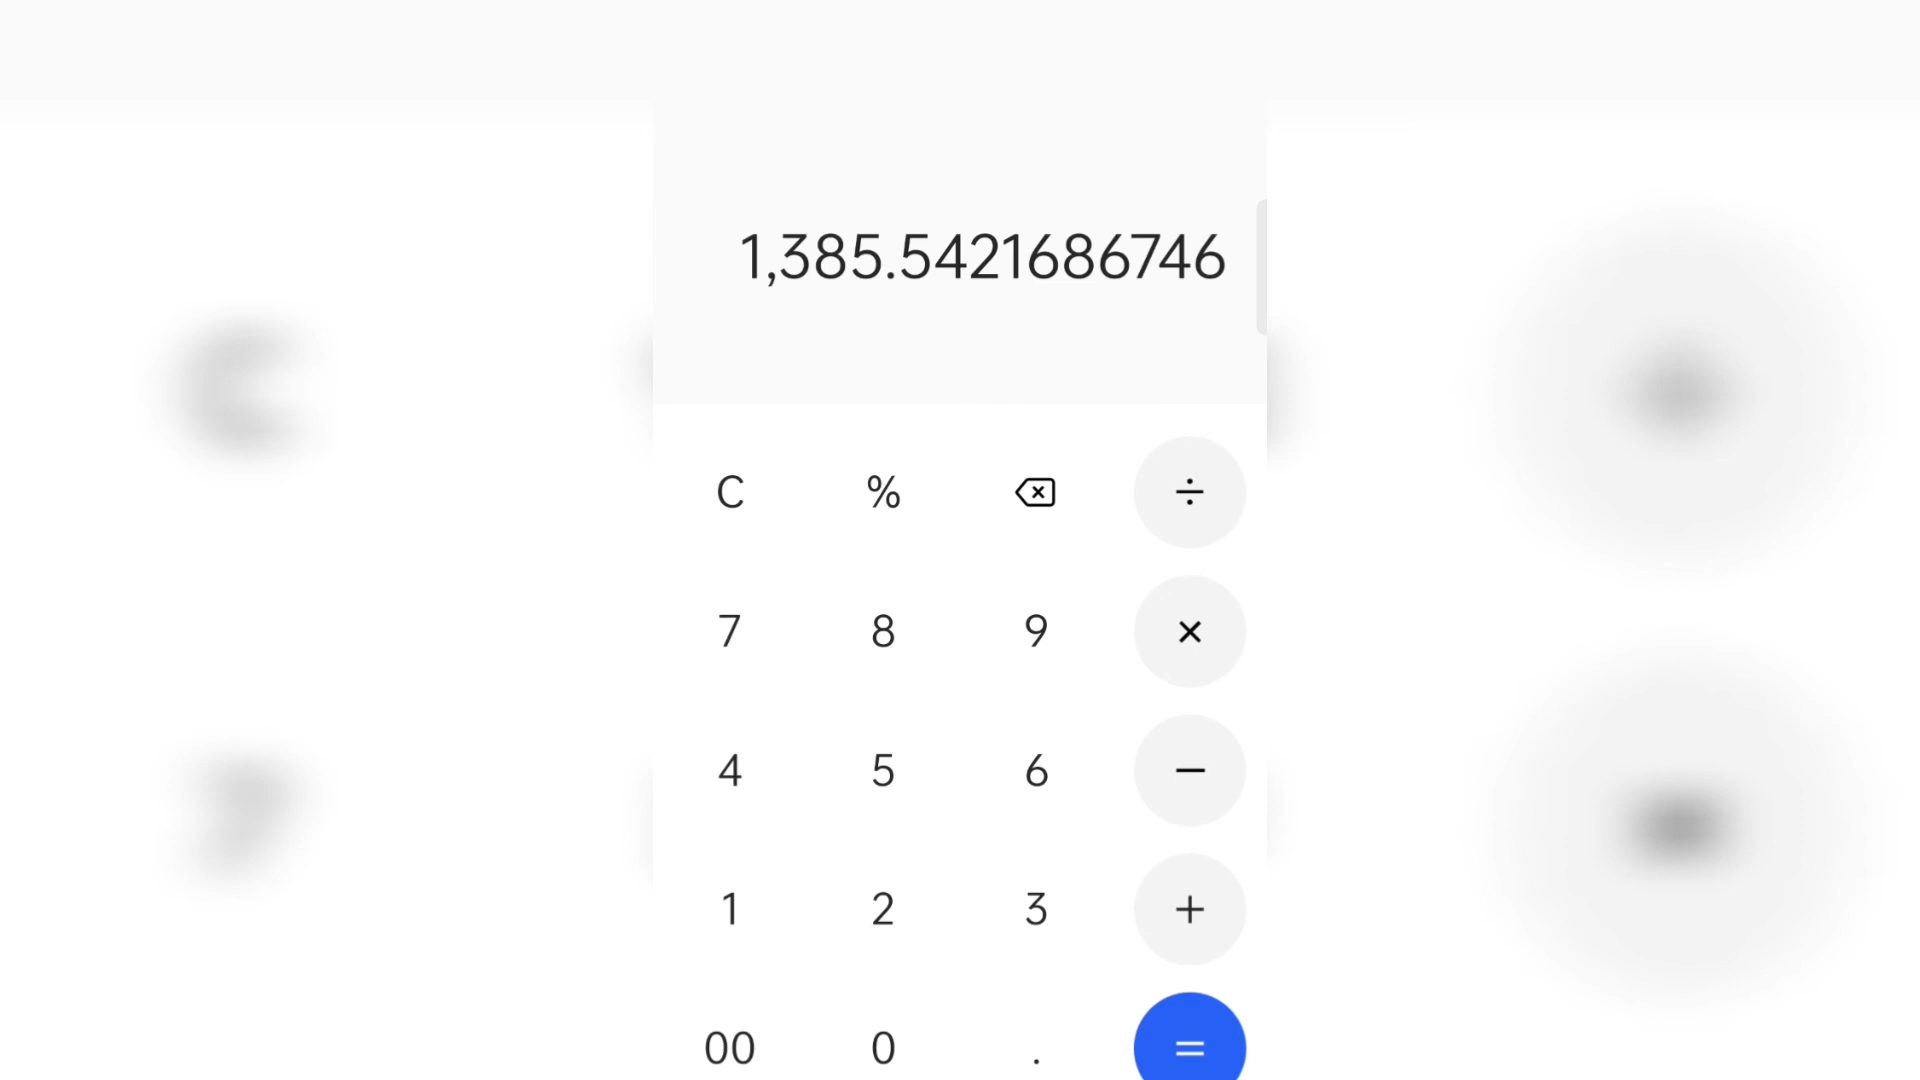 1,385.5421686746
C % ÷
7 8 9 ×
4 5 6 −
1 2 3 +
00 0 . =